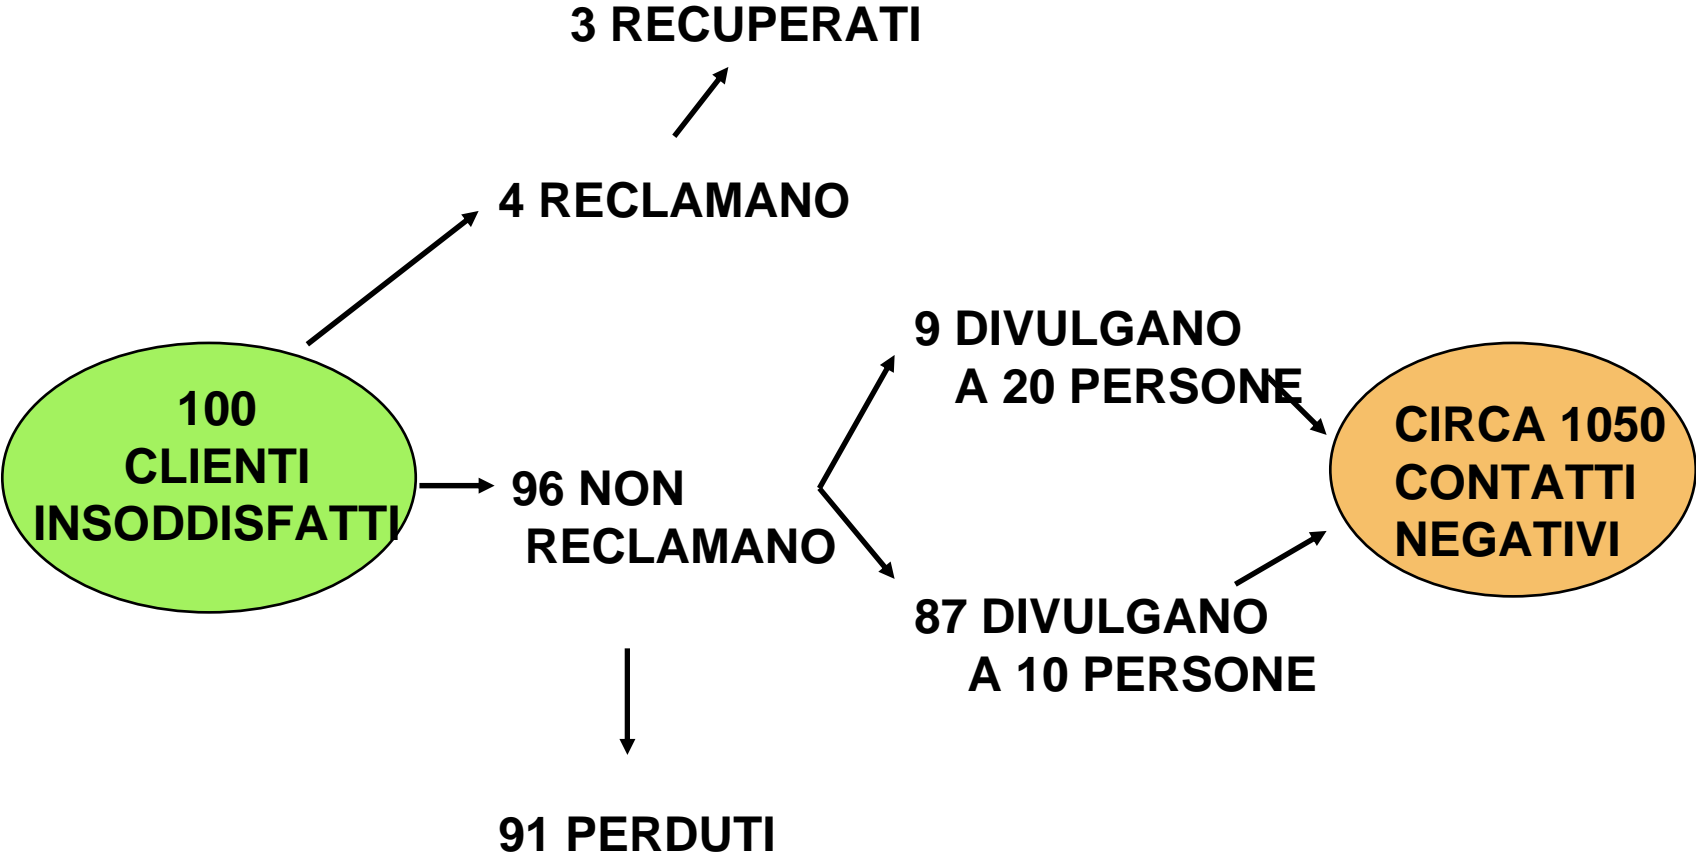 3 RECUPERATI
4 RECLAMANO
100
CLIENTI
INSODDISFATTI
96 NON
RECLAMANO
9 DIVULGANO
A 20 PERSONE
87 DIVULGANO
A 10 PERSONE
CIRCA 1050
CONTATTI
NEGATIVI
91 PERDUTI